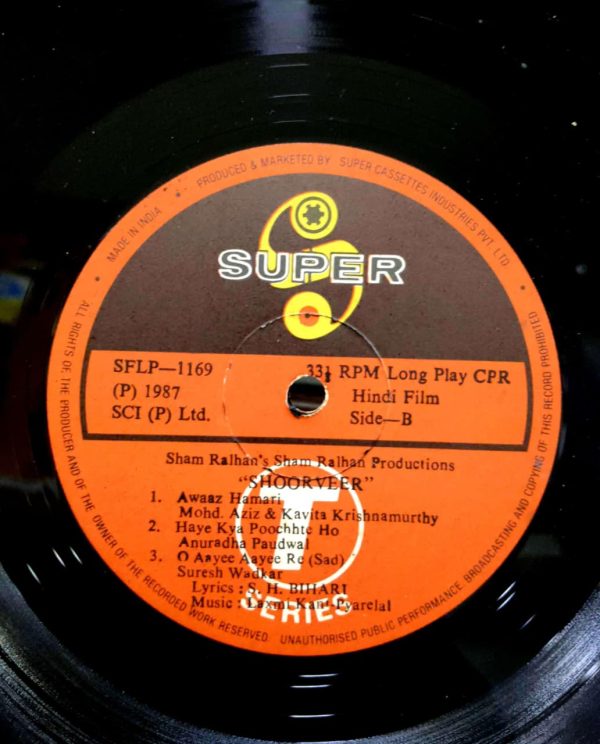 • MADE IN INDIA • PRODUCED & MARKETED BY SUPER CASSETTES INDUSTRIES PVT. LTD. •
SUPER
SFLP—1169
33⅓ RPM Long Play CPR
(P) 1987
Hindi Film
SCI (P) Ltd.
Side—B
Sham Ralhan's Sham Ralhan Productions
"SHOORVEER"
1. Awaaz Hamari
Mohd. Aziz & Kavita Krishnamurthy
2. Haye Kya Poochhte Ho
Anuradha Paudwal
3. O Aayee Aayee Re (Sad)
Suresh Wadkar
Lyrics : S. H. BIHARI
Music : Laxmi Kant-Pyarelal
T
SERIES
ALL RIGHTS OF THE PRODUCER AND OF THE OWNER OF THE RECORDED WORK RESERVED. UNAUTHORISED PUBLIC PERFORMANCE, BROADCASTING AND COPYING OF THIS RECORD PROHIBITED